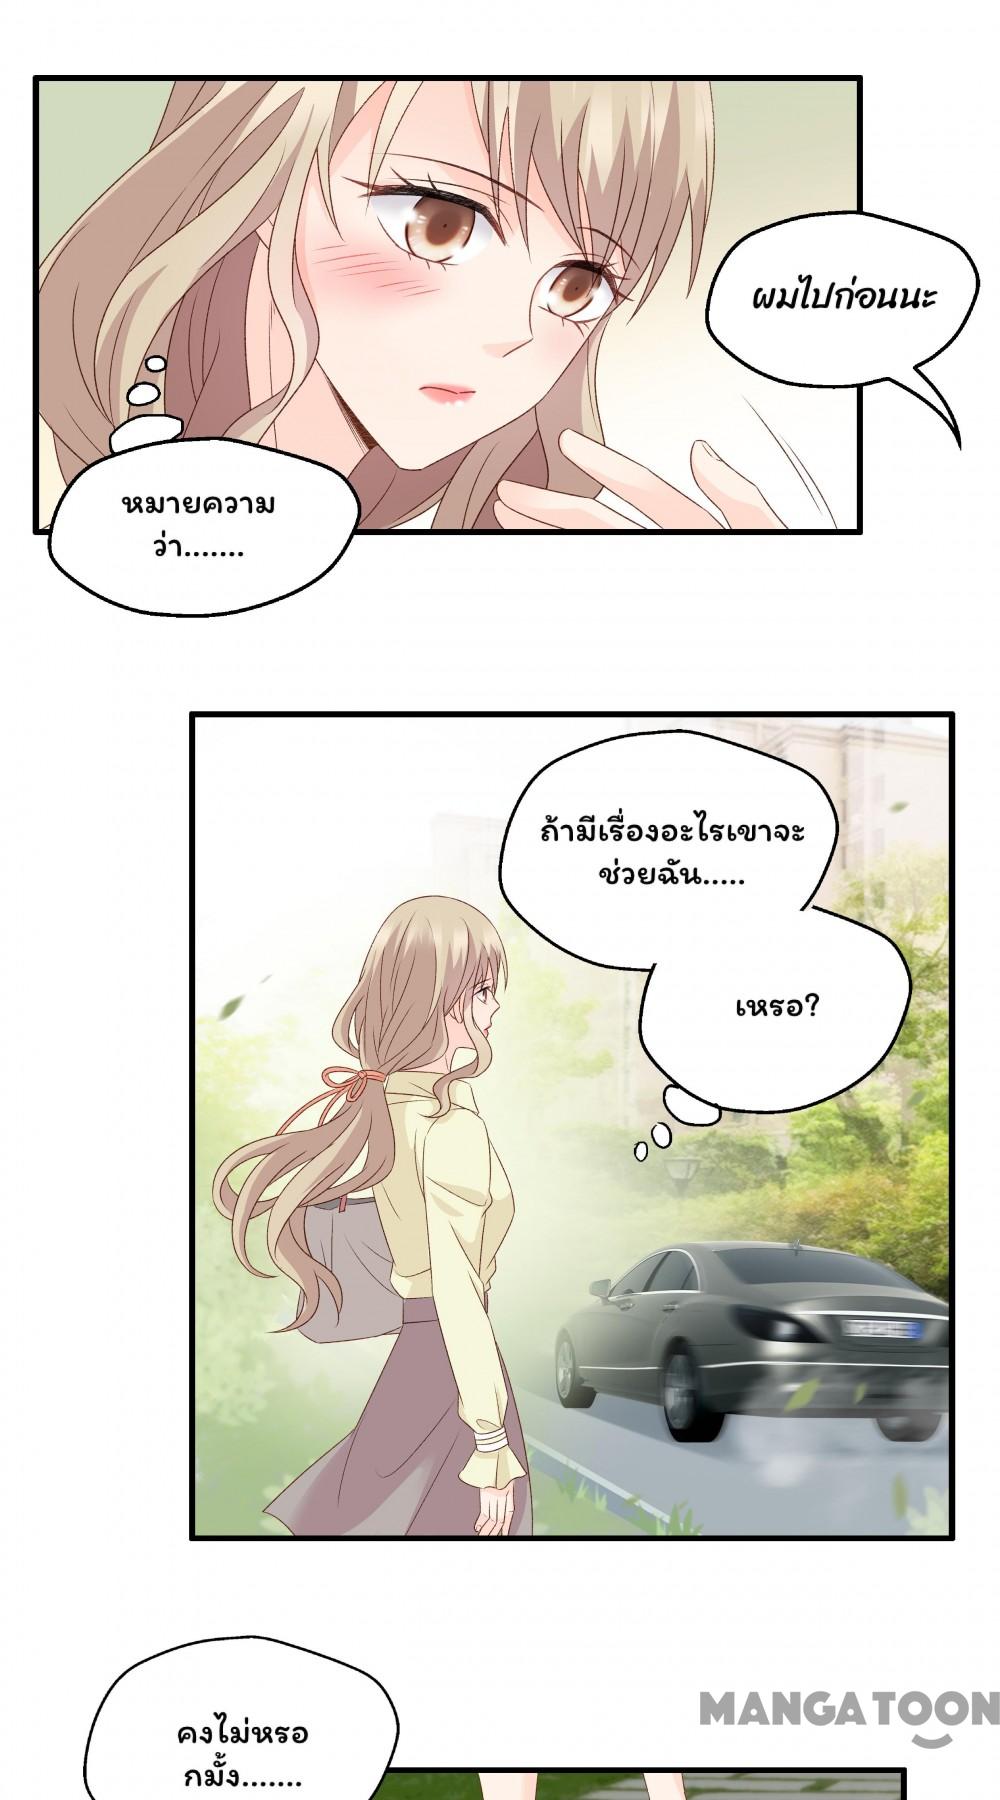 ผมไปก่อนนะ
หมายความ
ว่า.......
ถ้ามีเรื่องอะไรเขาจะ
ช่วยฉัน.....
เหรอ?
MANGATOON
คงไม่หรอ
กมั้ง.......